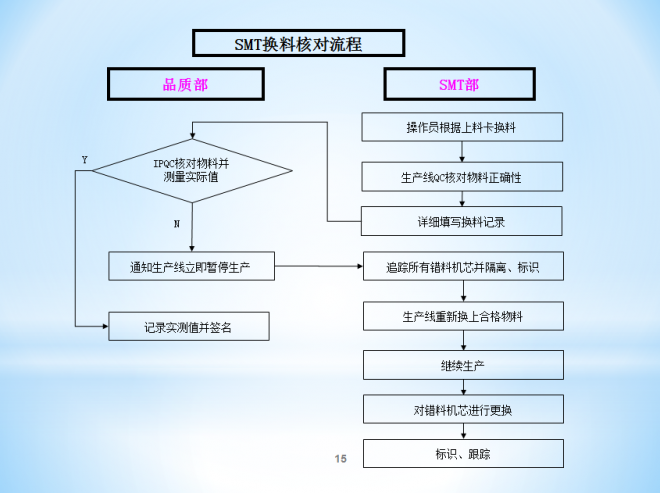 SMT换料核对流程
品质部
SMT部
操作员根据上料卡换料
Y
IPQC核对物料并
测量实际值
生产线QC核对物料正确性
N
详细填写换料记录
通知生产线立即暂停生产
追踪所有错料机芯并隔离、标识
记录实测值并签名
生产线重新换上合格物料
继续生产
对错料机芯进行更换
标识、跟踪
15